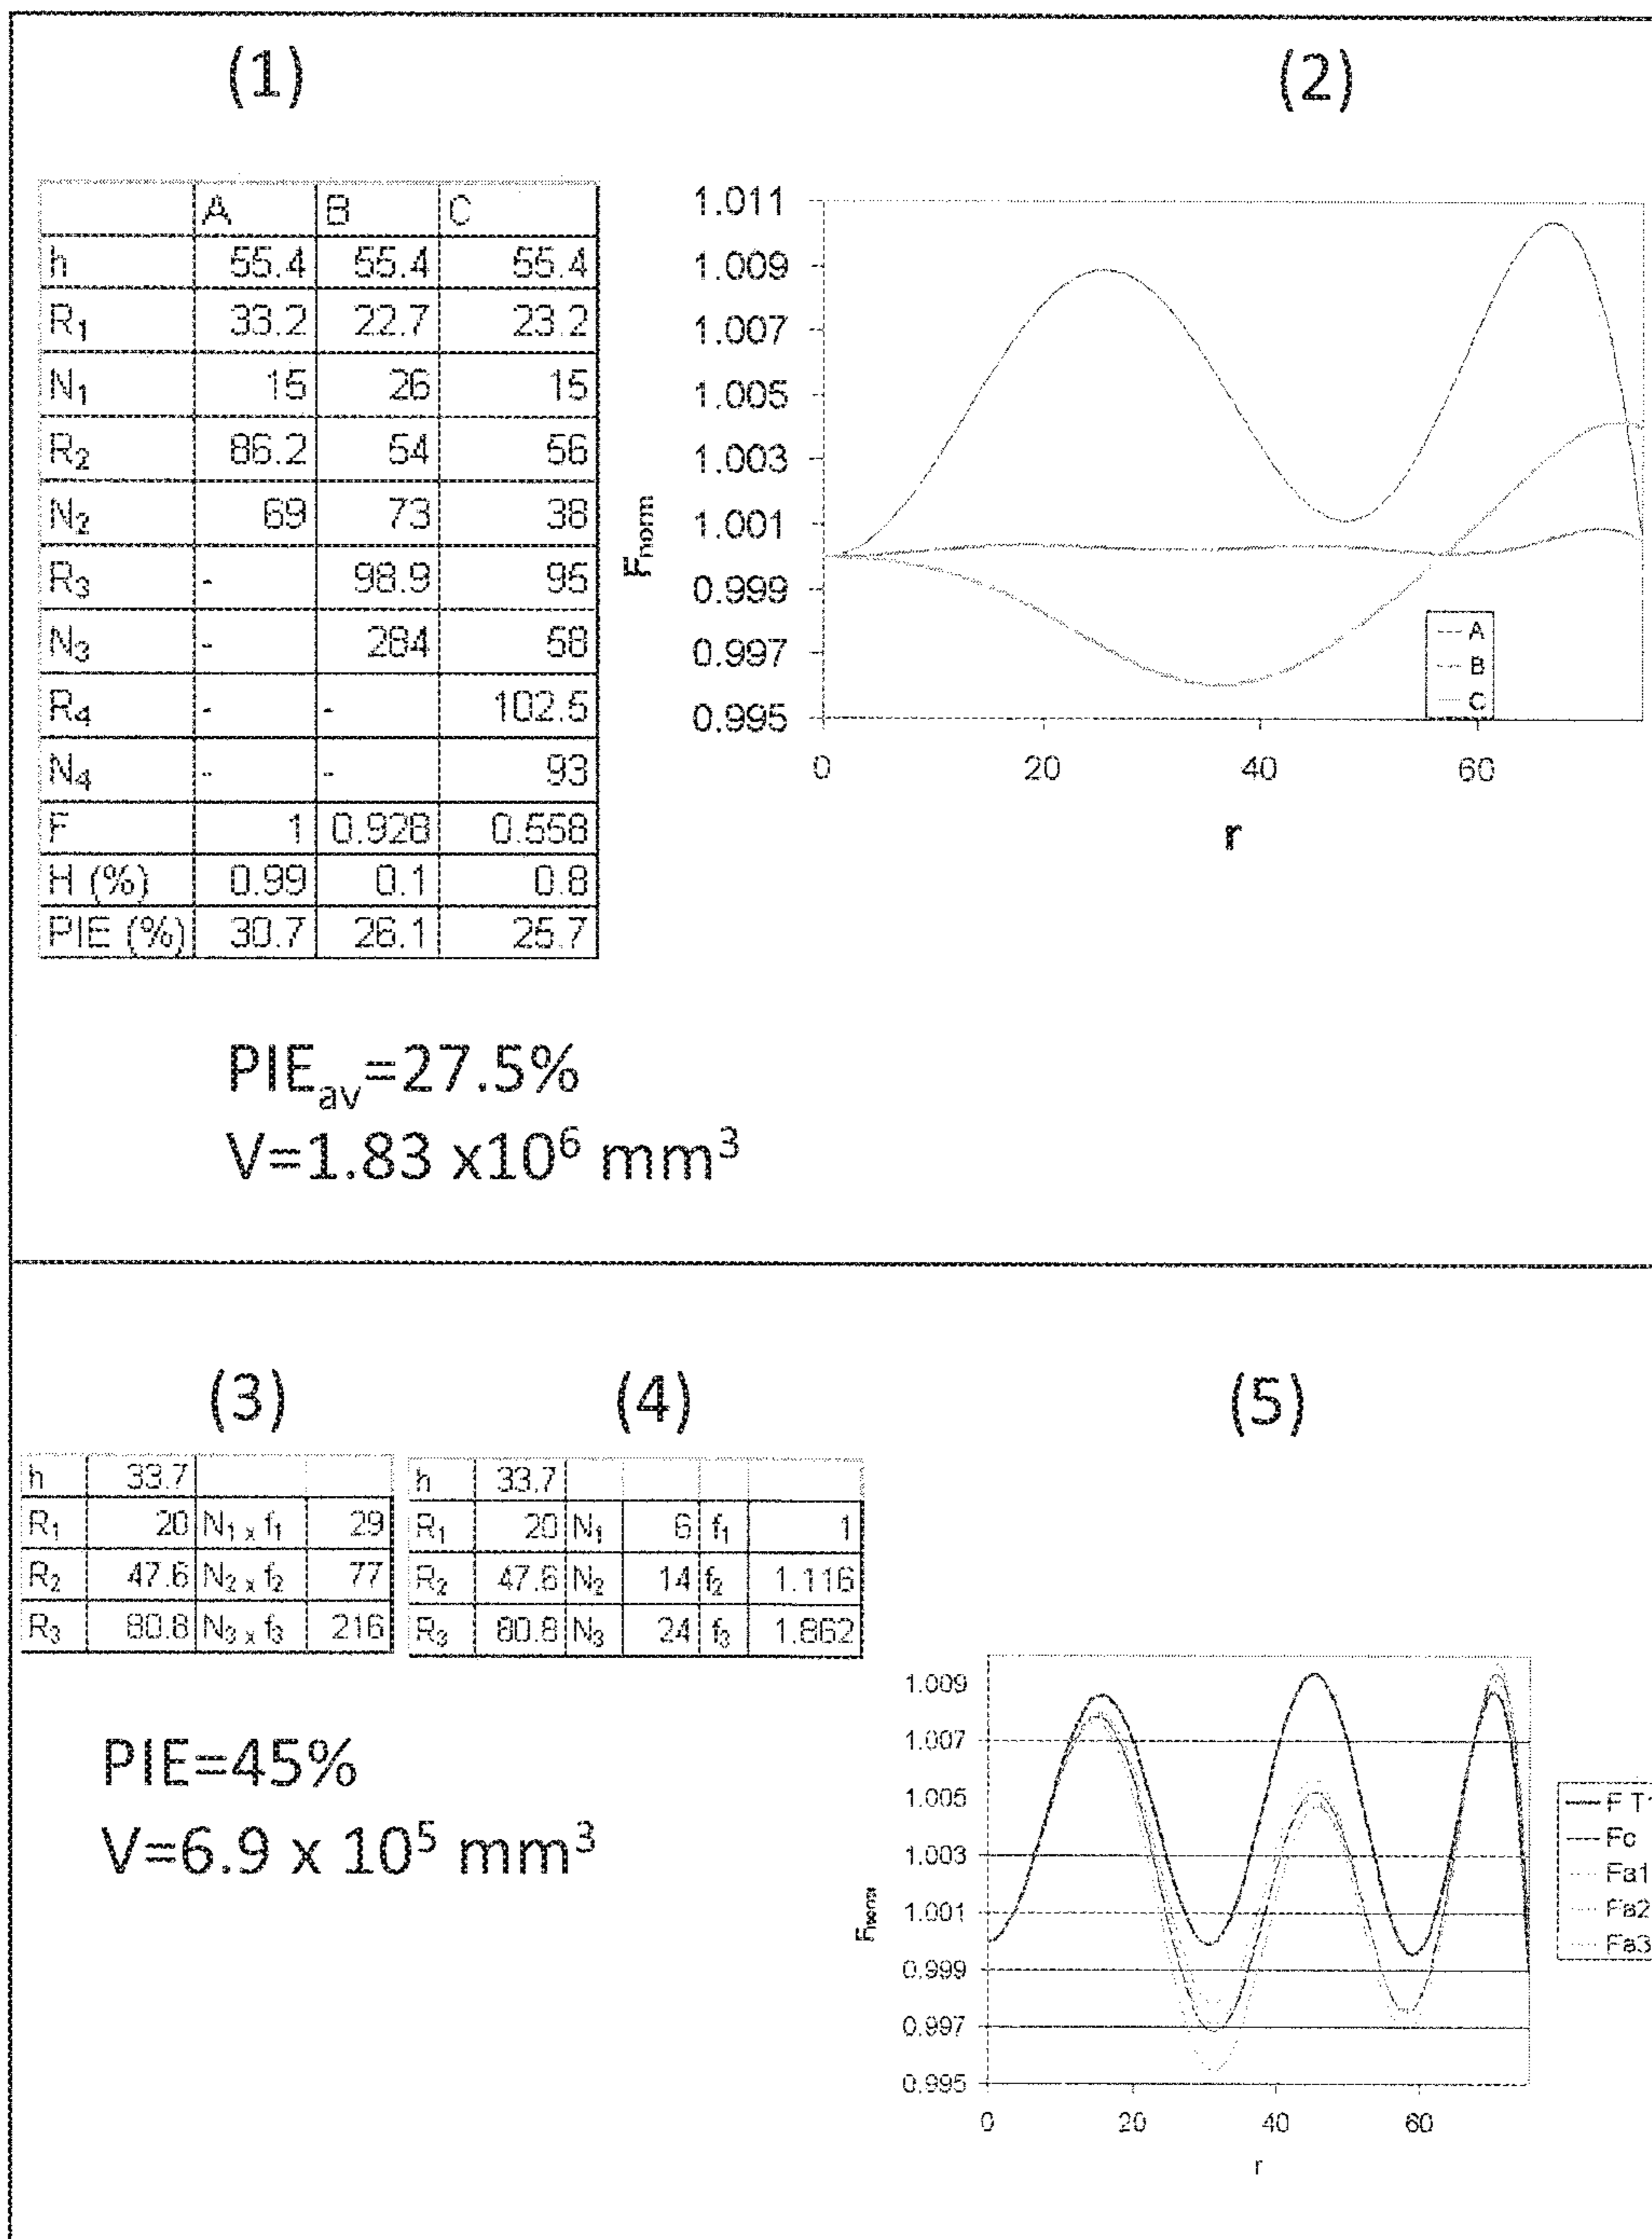 (1)
(2)
A B C
h 55.4 55.4 55.4
R1 33.2 22.7 23.2
N1 15 26 15
R2 86.2 54 56
N2 69 73 38
R3 - 98.9 95
N3 - 284 58
R4 - - 102.5
N4 - - 93
F 1 0.928 0.558
H (%) 0.99 0.1 0.8
PIE (%) 30.7 26.1 25.7
1.011
1.009
1.007
1.005
1.003
1.001
0.999
0.997
0.995
Fnorm
0 20 40 60
r
A
B
C
PIEav=27.5%
V=1.83 x10⁶ mm³
(3)
(4)
(5)
h 33.7
R1 20 N1 x f1 29
R2 47.6 N2 x f2 77
R3 80.8 N3 x f3 216
h 33.7
R1 20 N1 6 f1 1
R2 47.6 N2 14 f2 1.116
R3 80.8 N3 24 f3 1.862
PIE=45%
V=6.9 x 10⁵ mm³
1.009
1.007
1.005
1.003
1.001
0.999
0.997
0.995
Fnorm
0 20 40 60
r
F T1
Fc
Fa1
Fa2
Fa3